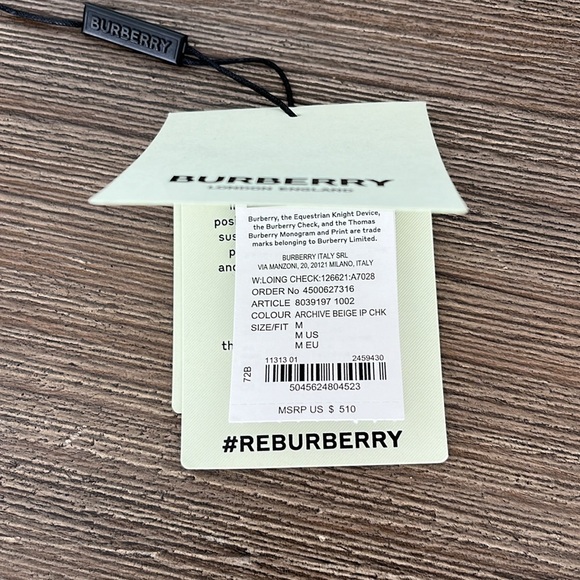 BURBERRY
BURBERRY
LONDON ENGLAND
Burberry, the Equestrian Knight Device,
the Burberry Check, and the Thomas
Burberry Monogram and Print are trade
marks belonging to Burberry Limited.
BURBERRY ITALY SRL
VIA MANZONI, 20, 20121 MILANO, ITALY
W:LOING CHECK:126621:A7028
ORDER No 4500627316
ARTICLE 8039197 1002
COLOUR ARCHIVE BEIGE IP CHK
SIZE/FIT M
M US
M EU
11313 01 2459430
72B
5045624804523
MSRP US $ 510
#REBURBERRY